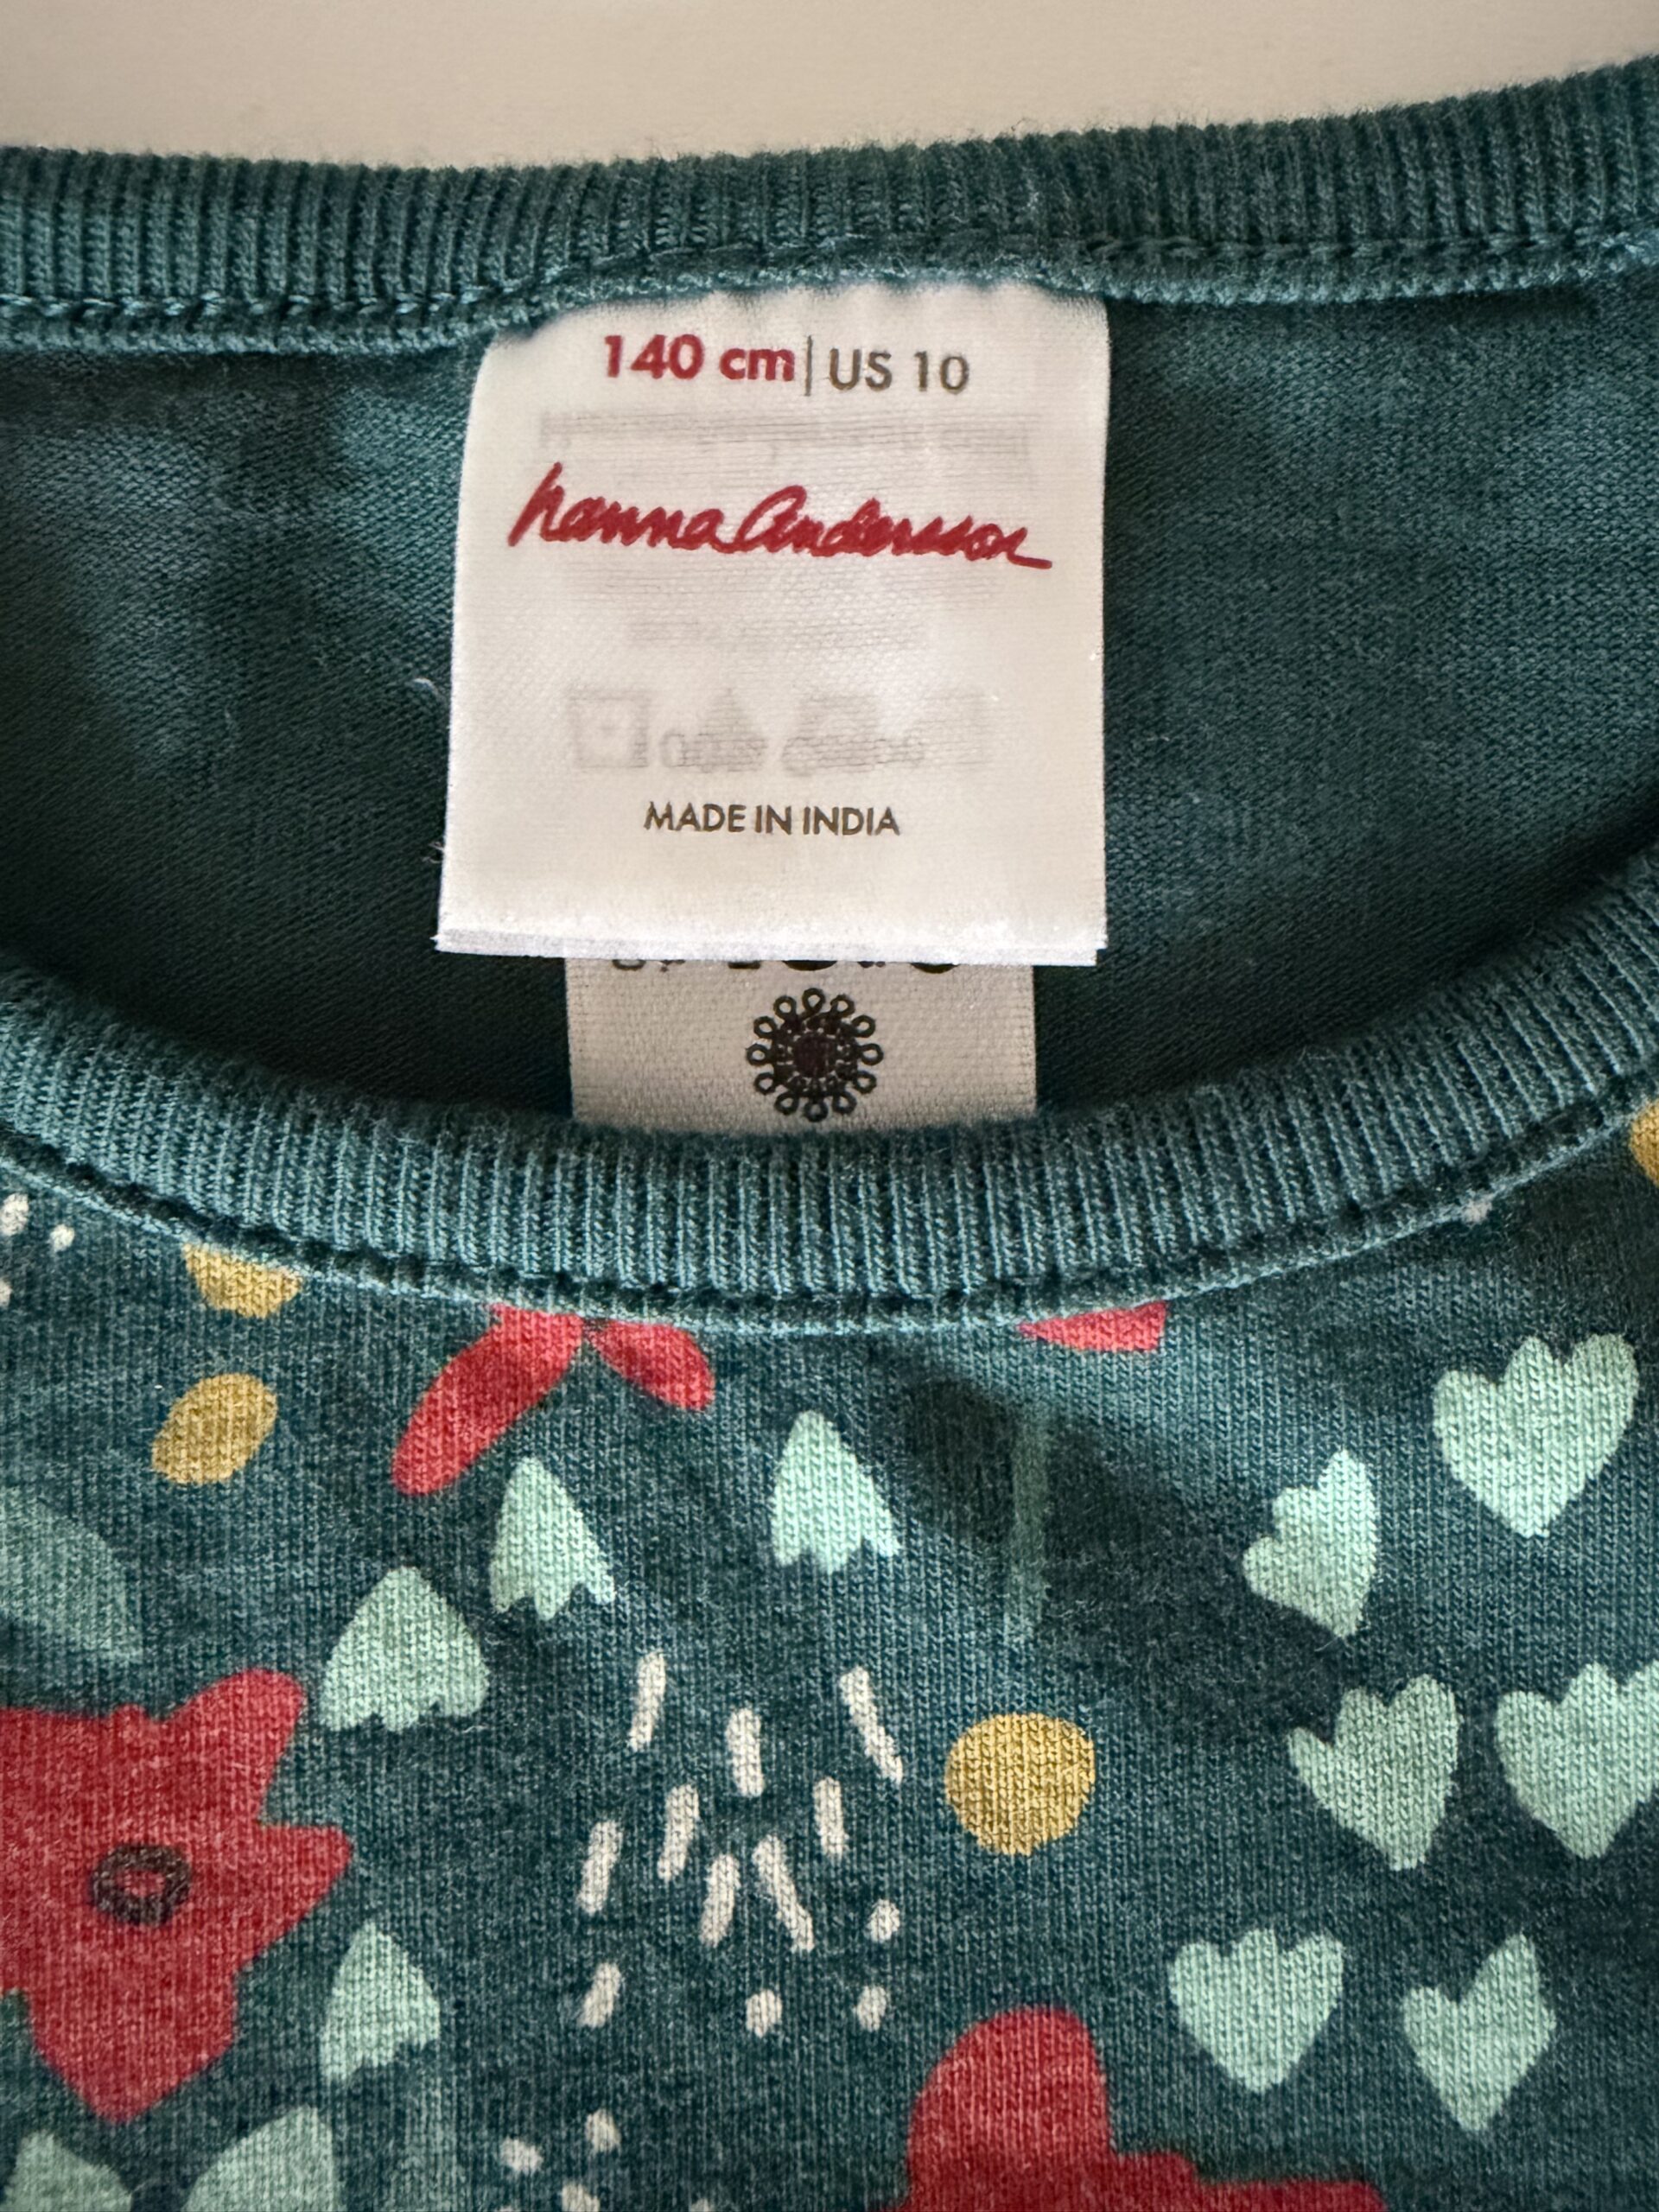 140 cm | US 10
hanna Andersson
MADE IN INDIA